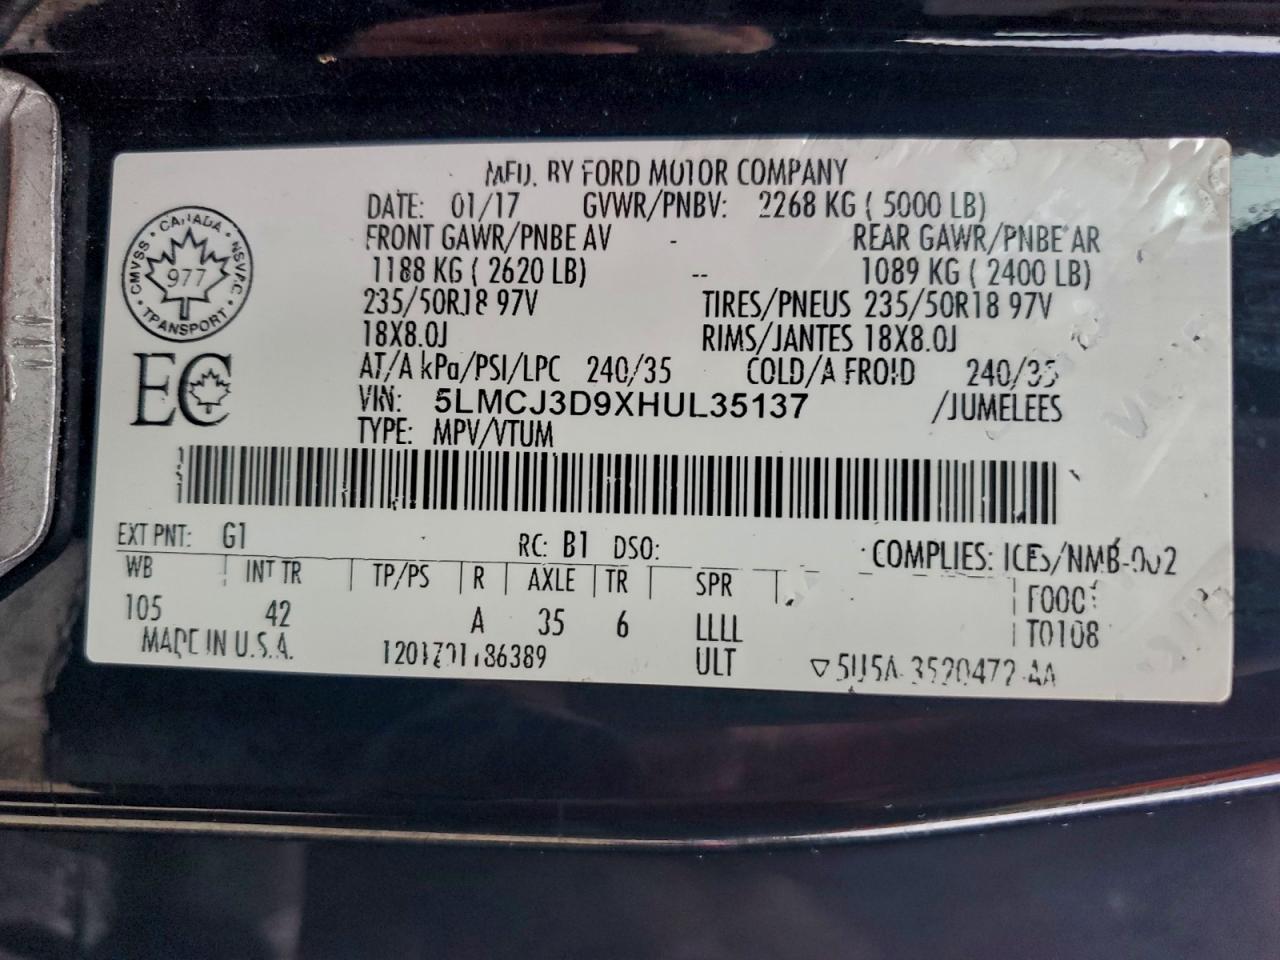 MFD. BY FORD MOTOR COMPANY
DATE: 01/17 GVWR/PNBV: 2268 KG ( 5000 LB)
FRONT GAWR/PNBE AV - REAR GAWR/PNBE AR
1188 KG ( 2620 LB) -- 1089 KG ( 2400 LB)
235/50R18 97V TIRES/PNEUS 235/50R18 97V
18X8.0J RIMS/JANTES 18X8.0J
AT/A kPa/PSI/LPC 240/35 COLD/A FROID 240/35
VIN: 5LMCJ3D9XHUL35137 /JUMELEES
TYPE: MPV/VTUM
CANADA · NSVAC · TRANSPORT · CMVSS
977
EC
EXT PNT: G1 RC: B1 DSO: COMPLIES: ICES/NMB-002
WB INT TR TP/PS R AXLE TR SPR
105 42 A 35 6 LLLL
T0108
MADE IN U.S.A. ULT